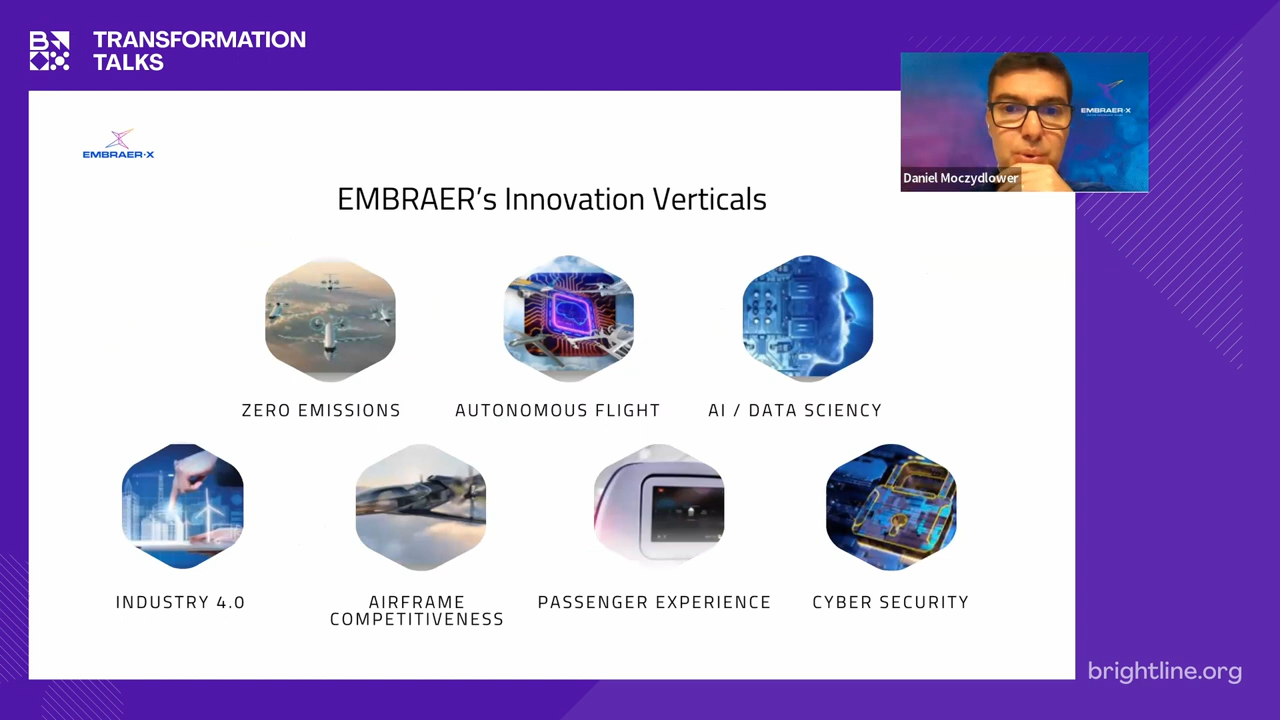 TRANSFORMATION
TALKS
EMBRAER-X
EMBRAER-X
Daniel Moczydlower
EMBRAER’s Innovation Verticals
ZERO EMISSIONS
AUTONOMOUS FLIGHT
AI / DATA SCIENCY
INDUSTRY 4.0
AIRFRAME
COMPETITIVENESS
PASSENGER EXPERIENCE
CYBER SECURITY
brightline.org